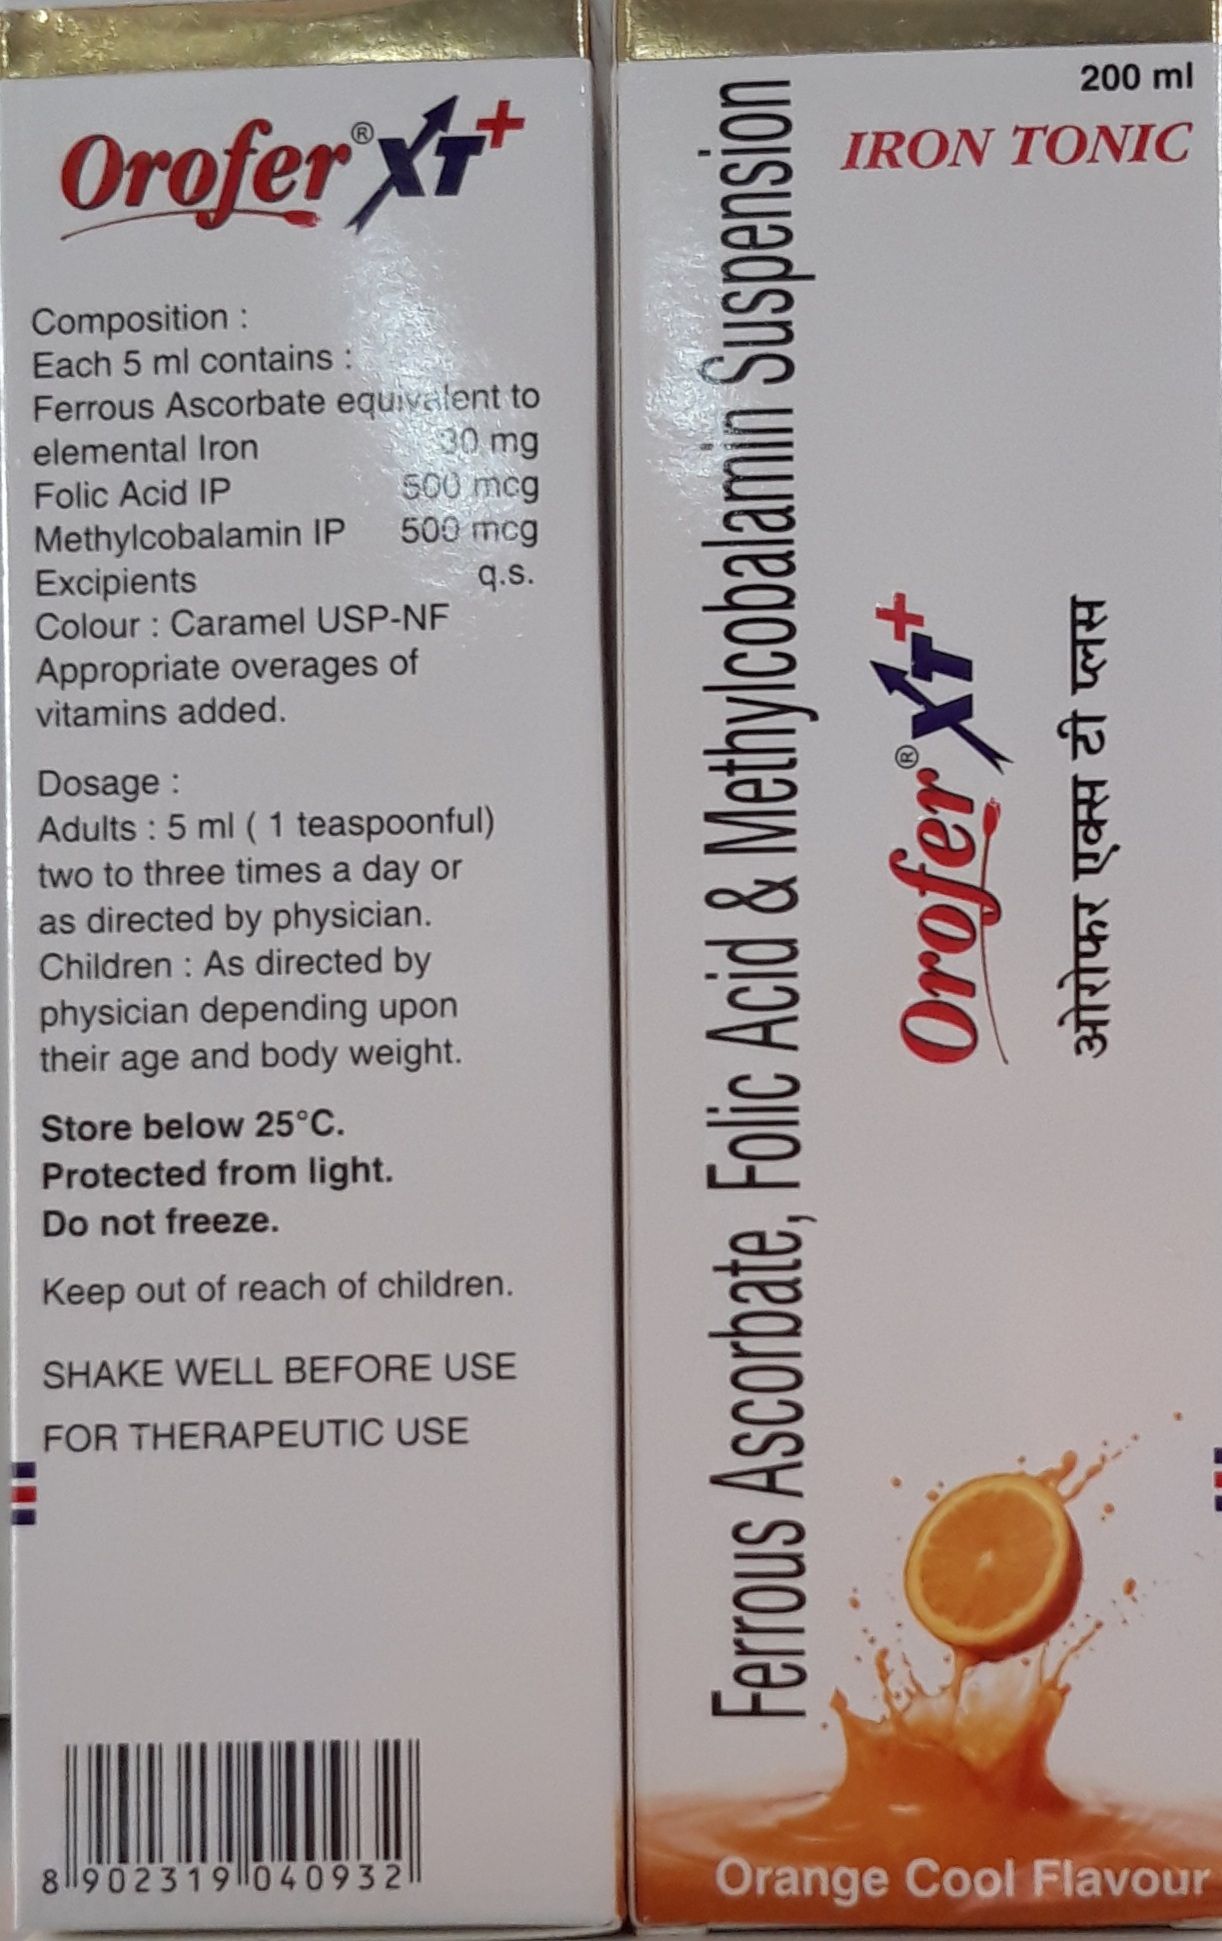 Orofer® XT+
Composition :
Each 5 ml contains :
Ferrous Ascorbate equivalent to
elemental Iron 30 mg
Folic Acid IP 500 mcg
Methylcobalamin IP 500 mcg
Excipients q.s.
Colour : Caramel USP-NF
Appropriate overages of
vitamins added.
Dosage :
Adults : 5 ml ( 1 teaspoonful)
two to three times a day or
as directed by physician.
Children : As directed by
physician depending upon
their age and body weight.
Store below 25°C.
Protected from light.
Do not freeze.
Keep out of reach of children.
SHAKE WELL BEFORE USE
FOR THERAPEUTIC USE
8 902319 040932
200 ml
IRON TONIC
Ferrous Ascorbate, Folic Acid & Methylcobalamin Suspension
Orofer® XT+
ओरोफर एक्स टी प्लस
Orange Cool Flavour